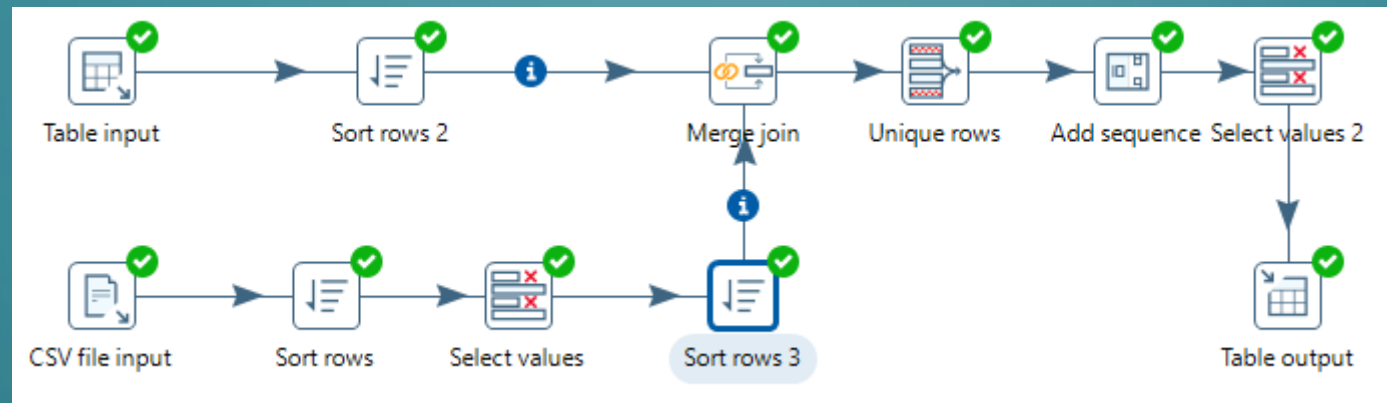 Table input
Sort rows 2
Merge join
Unique rows
Add sequence
Select values 2
CSV file input
Sort rows
Select values
Sort rows 3
Table output